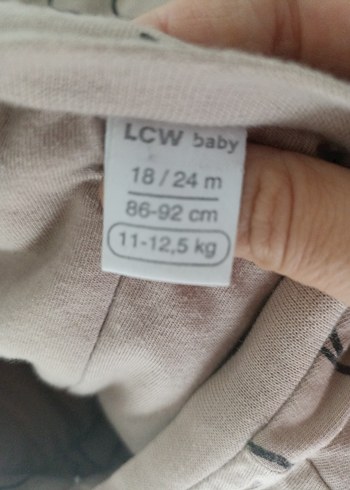 LCW baby
18 / 24 m
86-92 cm
11-12,5 kg